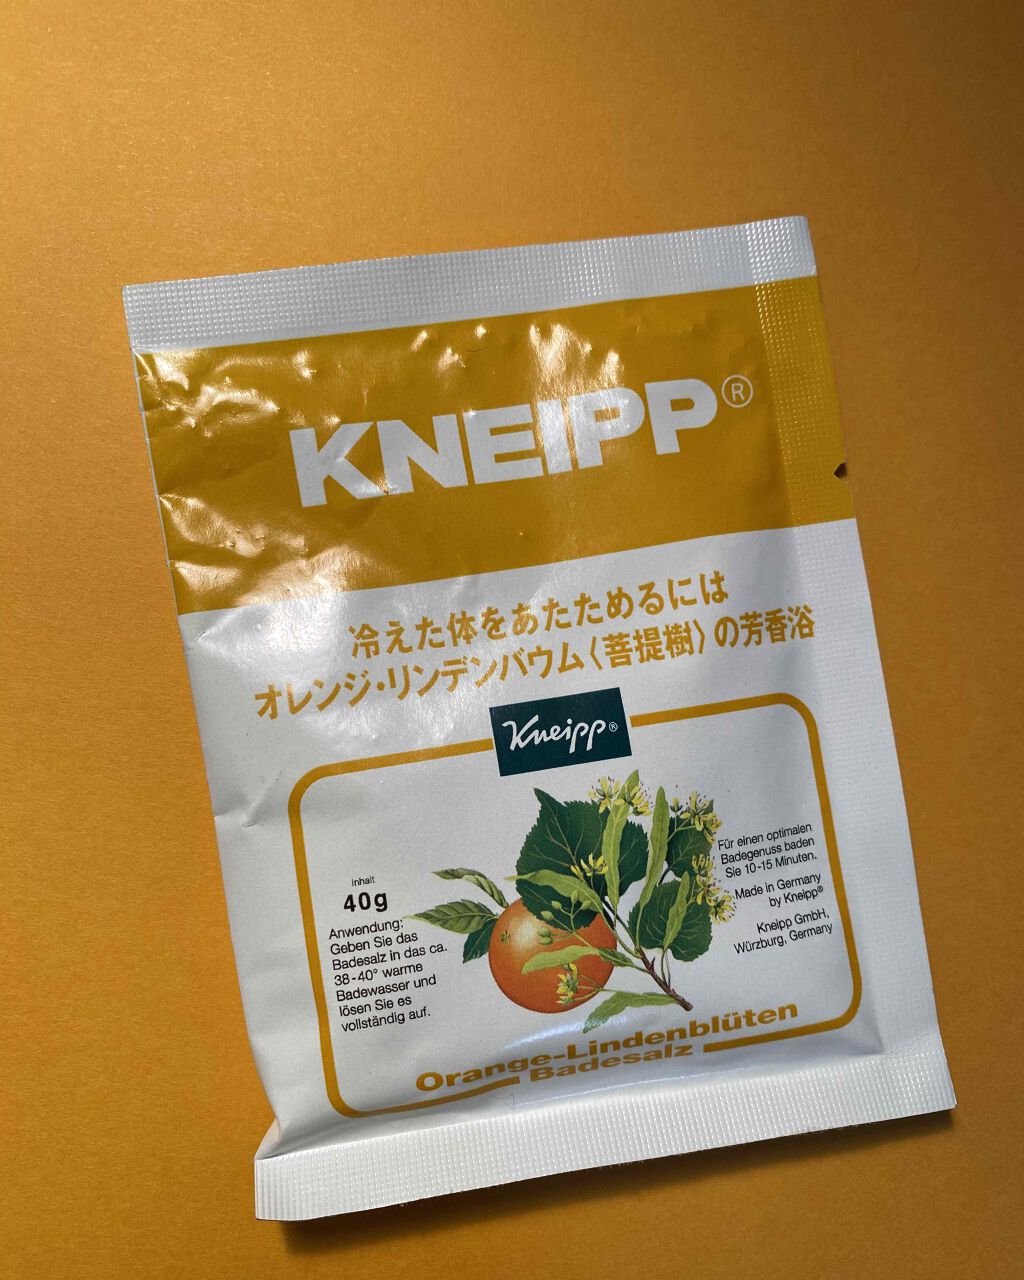 KNEIPP®
冷えた体をあたためるには
オレンジ・リンデンバウム〈菩提樹〉の芳香浴
Kneipp®
Inhalt
40g
Anwendung:
Geben Sie das
Badesalz in das ca.
38-40° warme
Badewasser und
lösen Sie es
vollständig auf.
Für einen optimalen
Badegenuss baden
Sie 10-15 Minuten.
Made in Germany
by Kneipp®
Kneipp GmbH,
Würzburg, Germany
Orange-Lindenblüten
Badesalz